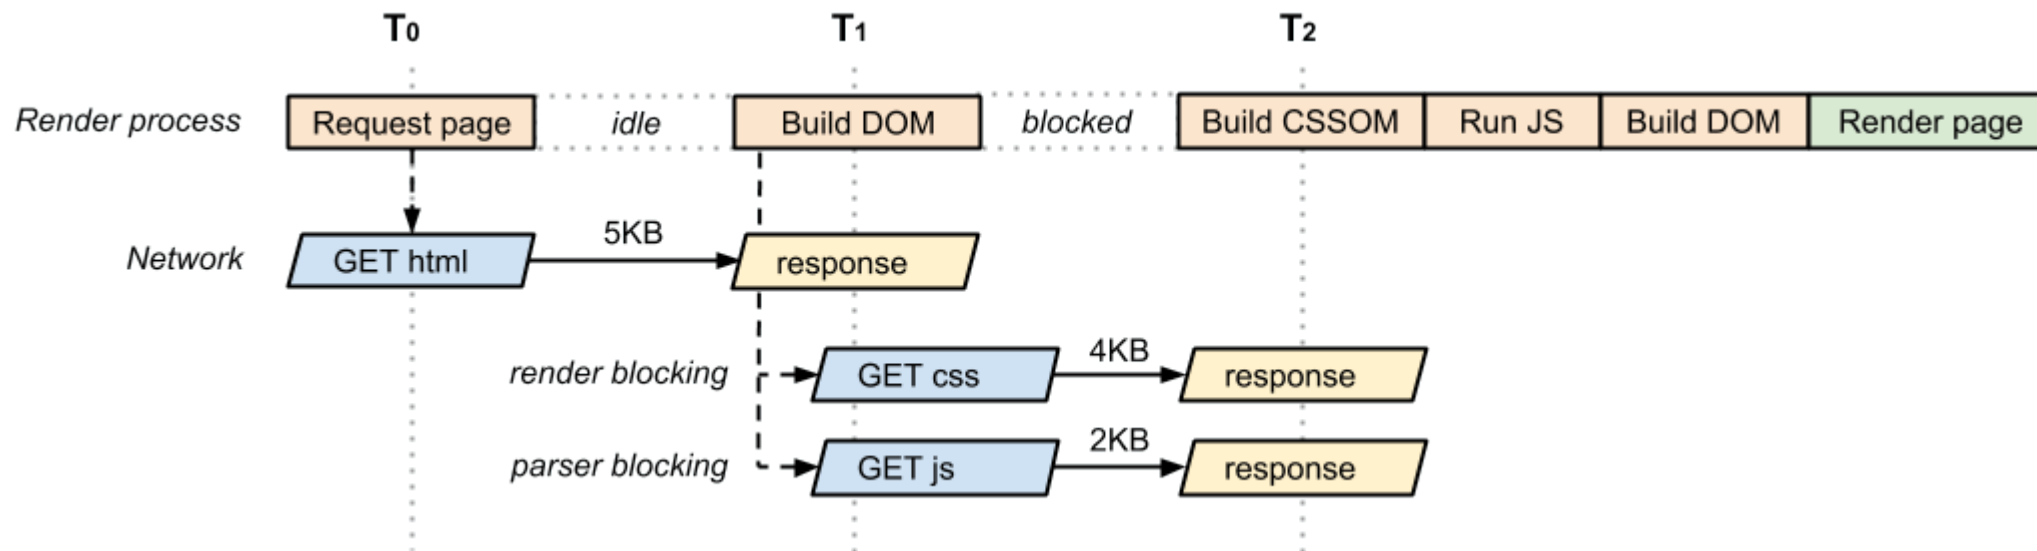 T0 T1 T2
Render process Request page idle Build DOM blocked Build CSSOM Run JS Build DOM Render page
5KB
Network GET html response
4KB
render blocking GET css response
2KB
parser blocking GET js response